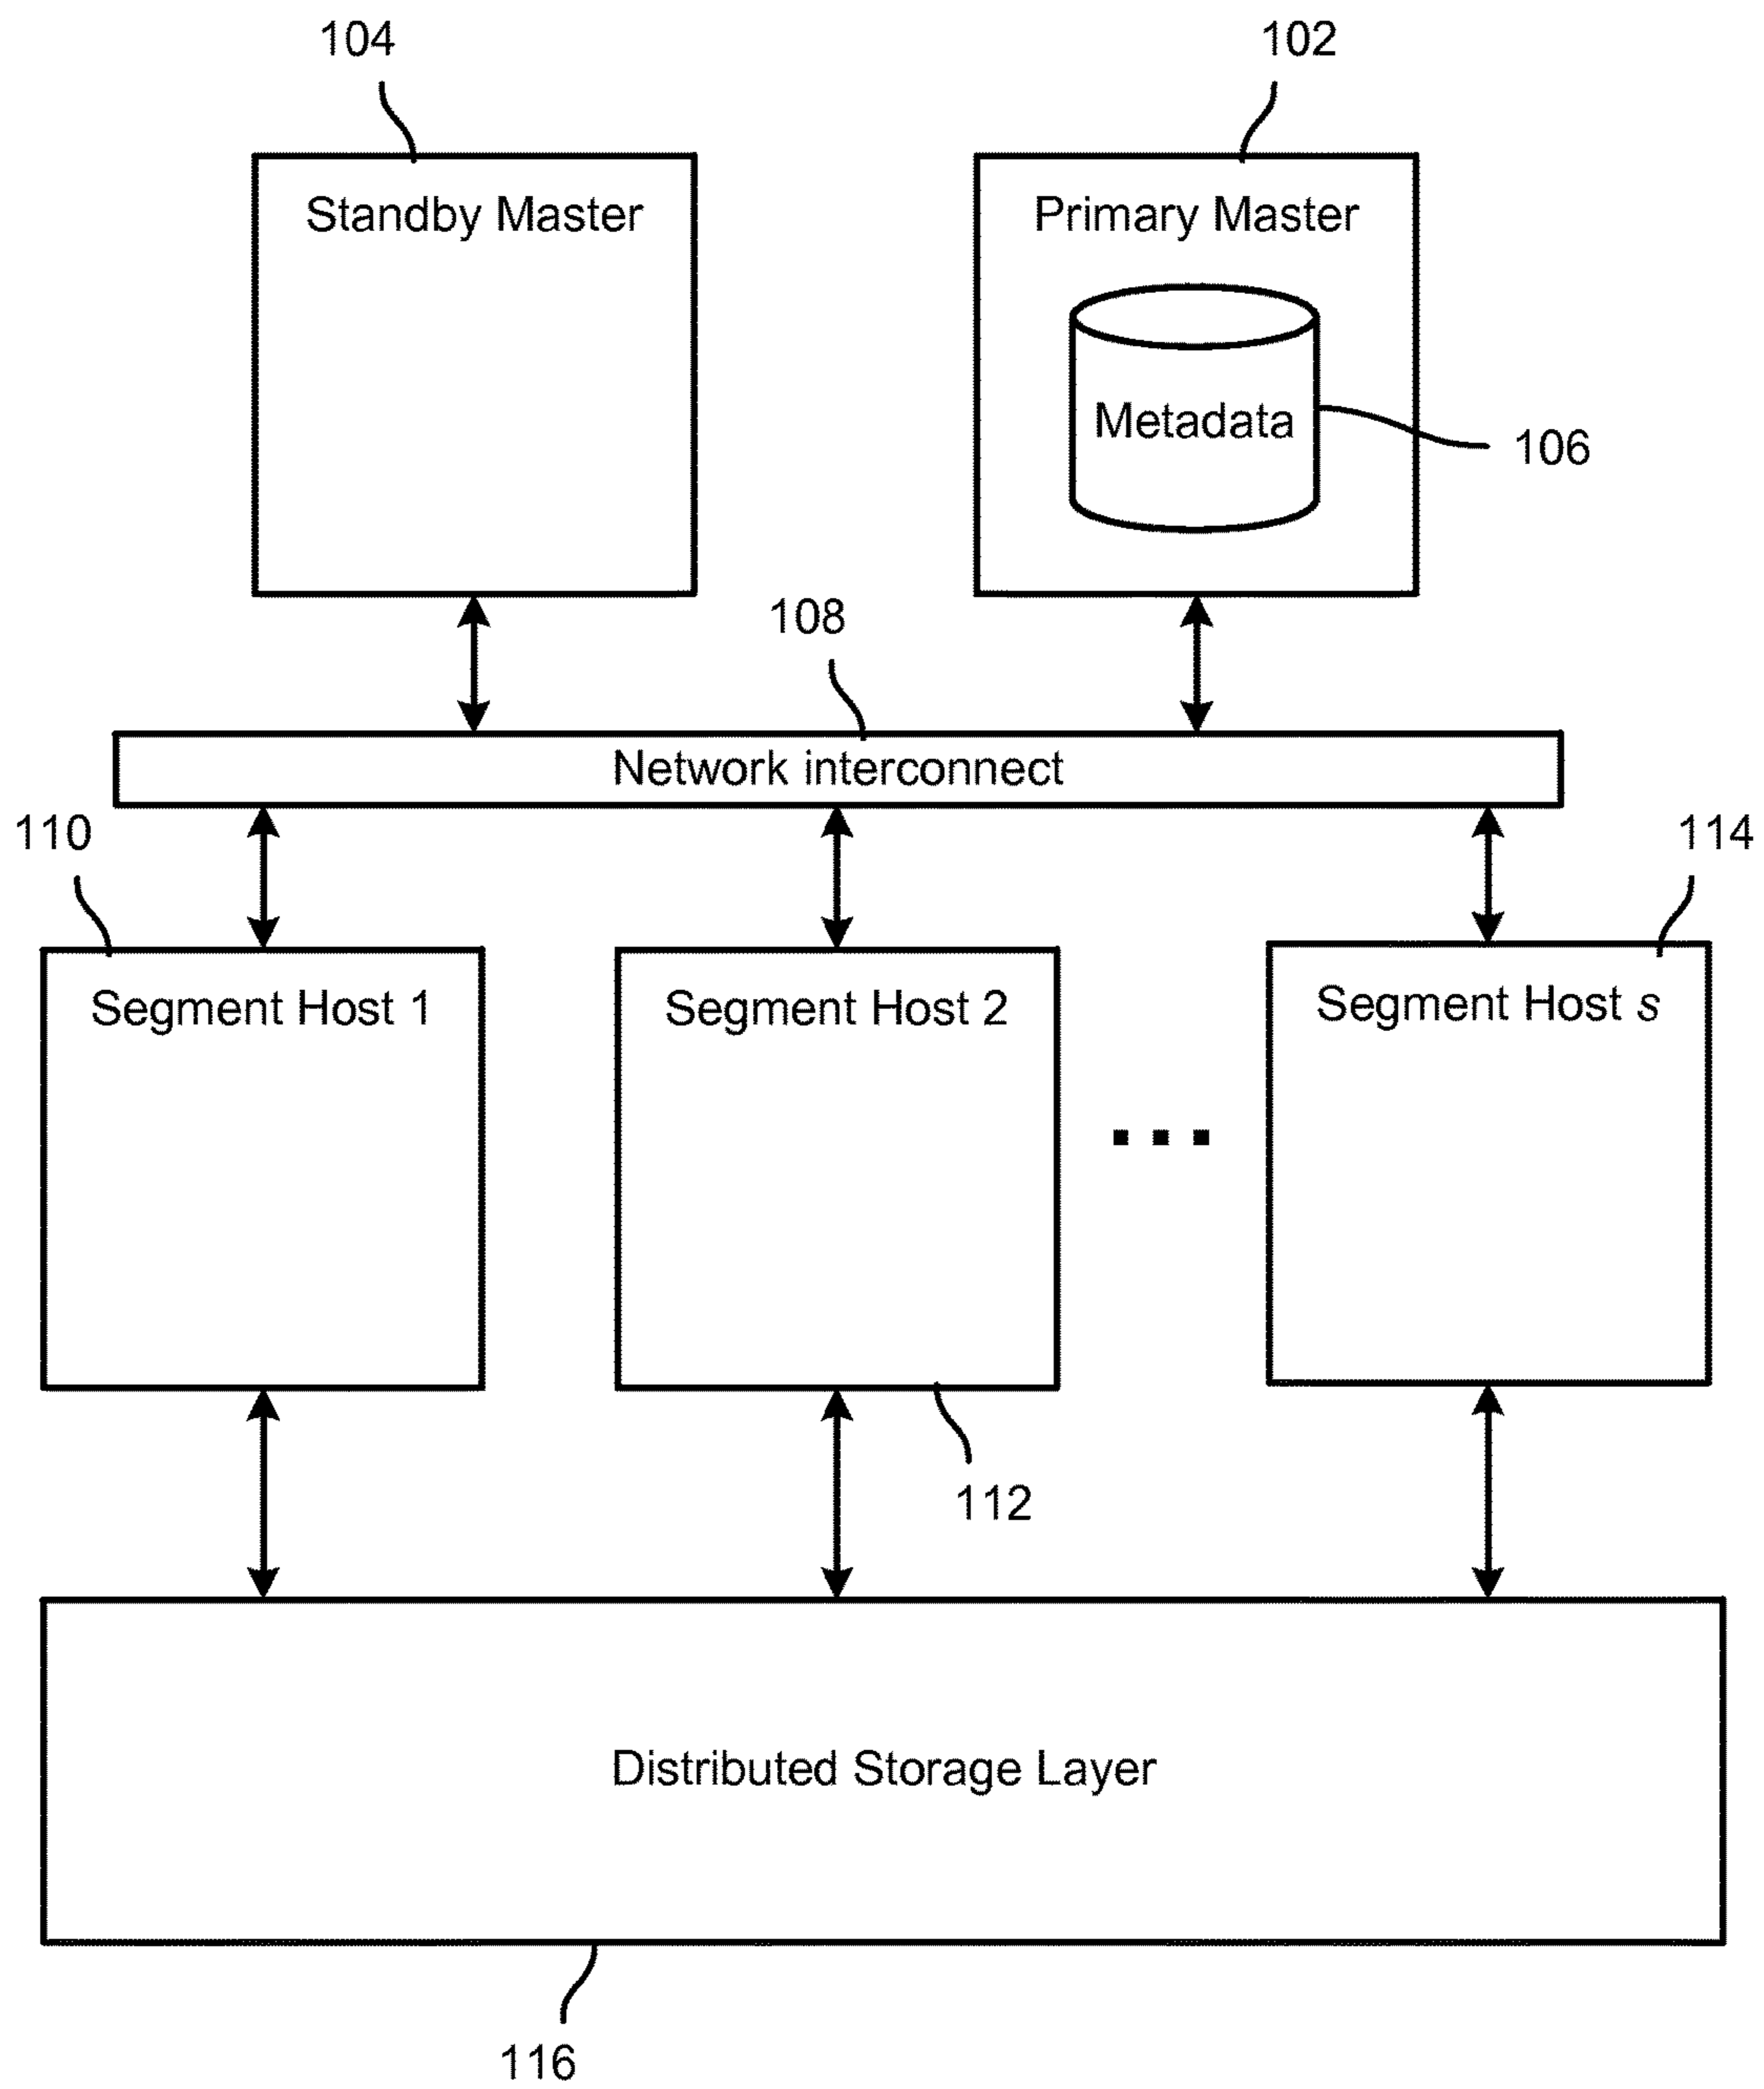 104
102
Standby Master
Primary Master
Metadata
106
108
Network interconnect
110
114
Segment Host 1
Segment Host 2
Segment Host s
...
112
Distributed Storage Layer
116